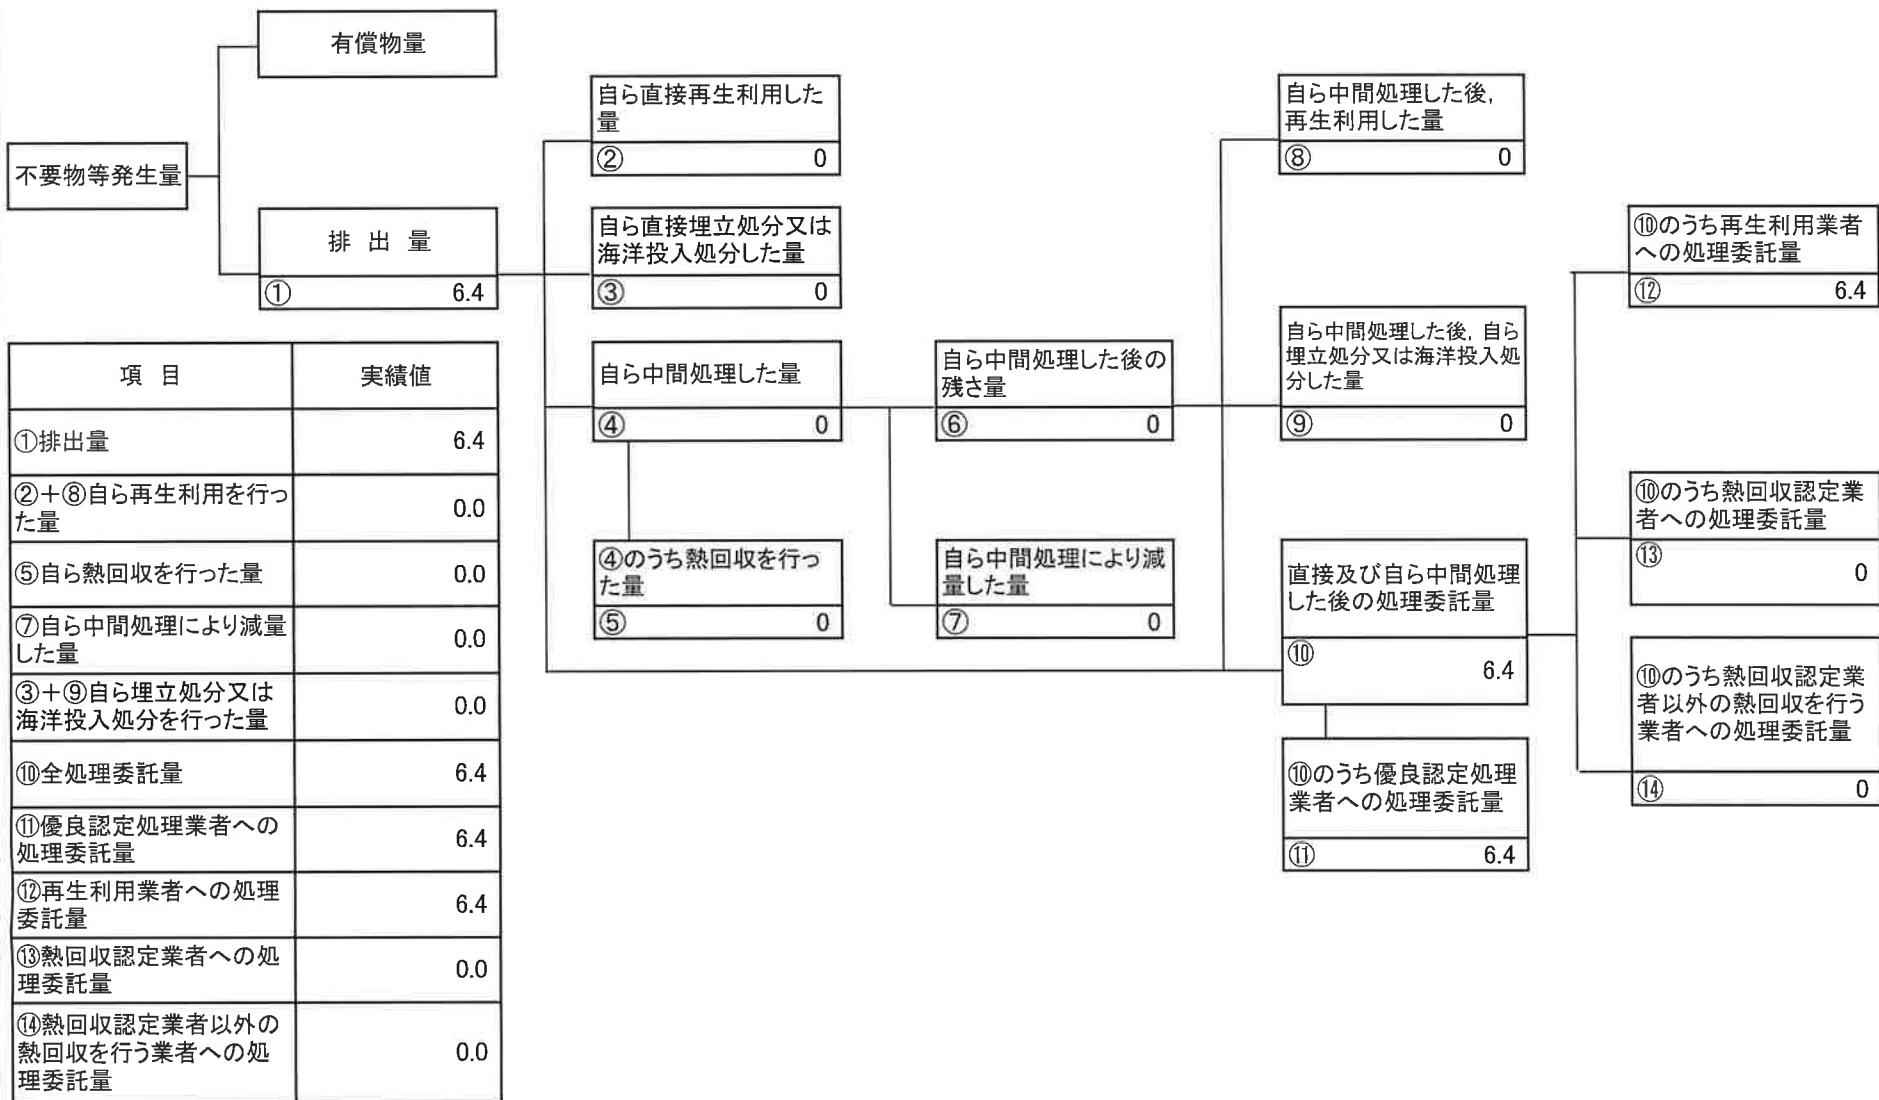 有償物量
不要物等発生量
排 出 量
① 6.4
自ら直接再生利用した
量
② 0
自ら直接埋立処分又は
海洋投入処分した量
③ 0
自ら中間処理した量
④ 0
④のうち熱回収を行っ
た量
⑤ 0
自ら中間処理した後の
残さ量
⑥ 0
自ら中間処理により減
量した量
⑦ 0
自ら中間処理した後,
再生利用した量
⑧ 0
自ら中間処理した後, 自ら
埋立処分又は海洋投入処
分した量
⑨ 0
直接及び自ら中間処理
した後の処理委託量
⑩
6.4
⑩のうち優良認定処理
業者への処理委託量
⑪ 6.4
⑩のうち再生利用業者
への処理委託量
⑫ 6.4
⑩のうち熱回収認定業
者への処理委託量
⑬
0
⑩のうち熱回収認定業
者以外の熱回収を行う
業者への処理委託量
⑭ 0
項 目 実績値
①排出量 6.4
②+⑧自ら再生利用を行っ
た量 0.0
⑤自ら熱回収を行った量 0.0
⑦自ら中間処理により減量
した量 0.0
③+⑨自ら埋立処分又は
海洋投入処分を行った量 0.0
⑩全処理委託量 6.4
⑪優良認定処理業者への
処理委託量 6.4
⑫再生利用業者への処理
委託量 6.4
⑬熱回収認定業者への処
理委託量 0.0
⑭熱回収認定業者以外の
熱回収を行う業者への処 0.0
理委託量